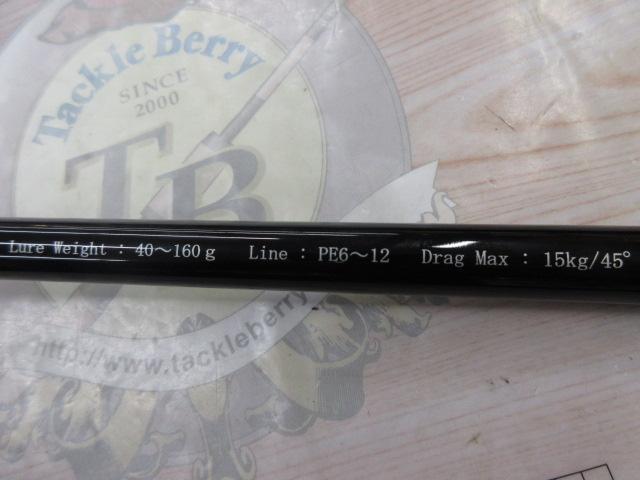 Tackle Berry
SINCE
2000
TB
Lure Weight : 40～160g Line : PE6～12 Drag Max : 15kg/45°
http://www.tackleberry